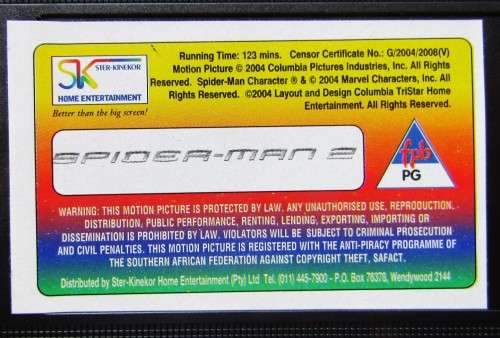 SK
STER-KINEKOR
HOME ENTERTAINMENT
Better than the big screen!
Running Time: 123 mins. Censor Certificate No.: G/2004/2008(V)
Motion Picture © 2004 Columbia Pictures Industries, Inc. All Rights
Reserved. Spider-Man Character ® & © 2004 Marvel Characters, Inc. All
Rights Reserved. ©2004 Layout and Design Columbia TriStar Home
Entertainment. All Rights Reserved.
SPIDER-MAN 2
fpb
PG
WARNING: THIS MOTION PICTURE IS PROTECTED BY LAW. ANY UNAUTHORISED USE, REPRODUCTION,
DISTRIBUTION, PUBLIC PERFORMANCE, RENTING, LENDING, EXPORTING, IMPORTING OR
DISSEMINATION IS PROHIBITED BY LAW. VIOLATORS WILL BE SUBJECT TO CRIMINAL PROSECUTION
AND CIVIL PENALTIES. THIS MOTION PICTURE IS REGISTERED WITH THE ANTI-PIRACY PROGRAMME OF
THE SOUTHERN AFRICAN FEDERATION AGAINST COPYRIGHT THEFT, SAFACT.
Distributed by Ster-Kinekor Home Entertainment (Pty) Ltd Tel. (011) 445-7900 - P.O. Box 76378, Wendywood 2144